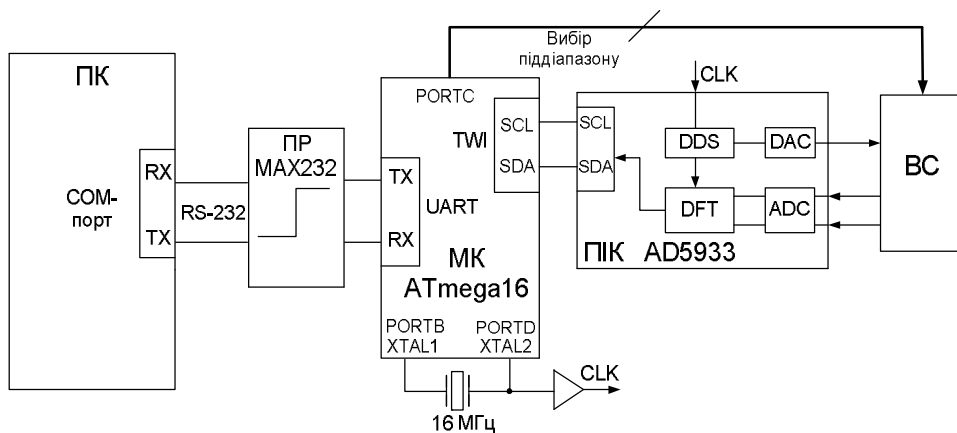 Вибір
піддіапазону
ПК
COM-
порт
RX
TX
RS-232
ПР
MAX232
PORTC
TWI
SCL
SDA
TX
RX
UART
МК
ATmega16
PORTB
XTAL1
PORTD
XTAL2
16 МГц
CLK
CLK
SCL
SDA
DDS
DAC
DFT
ADC
ПІК AD5933
ВС